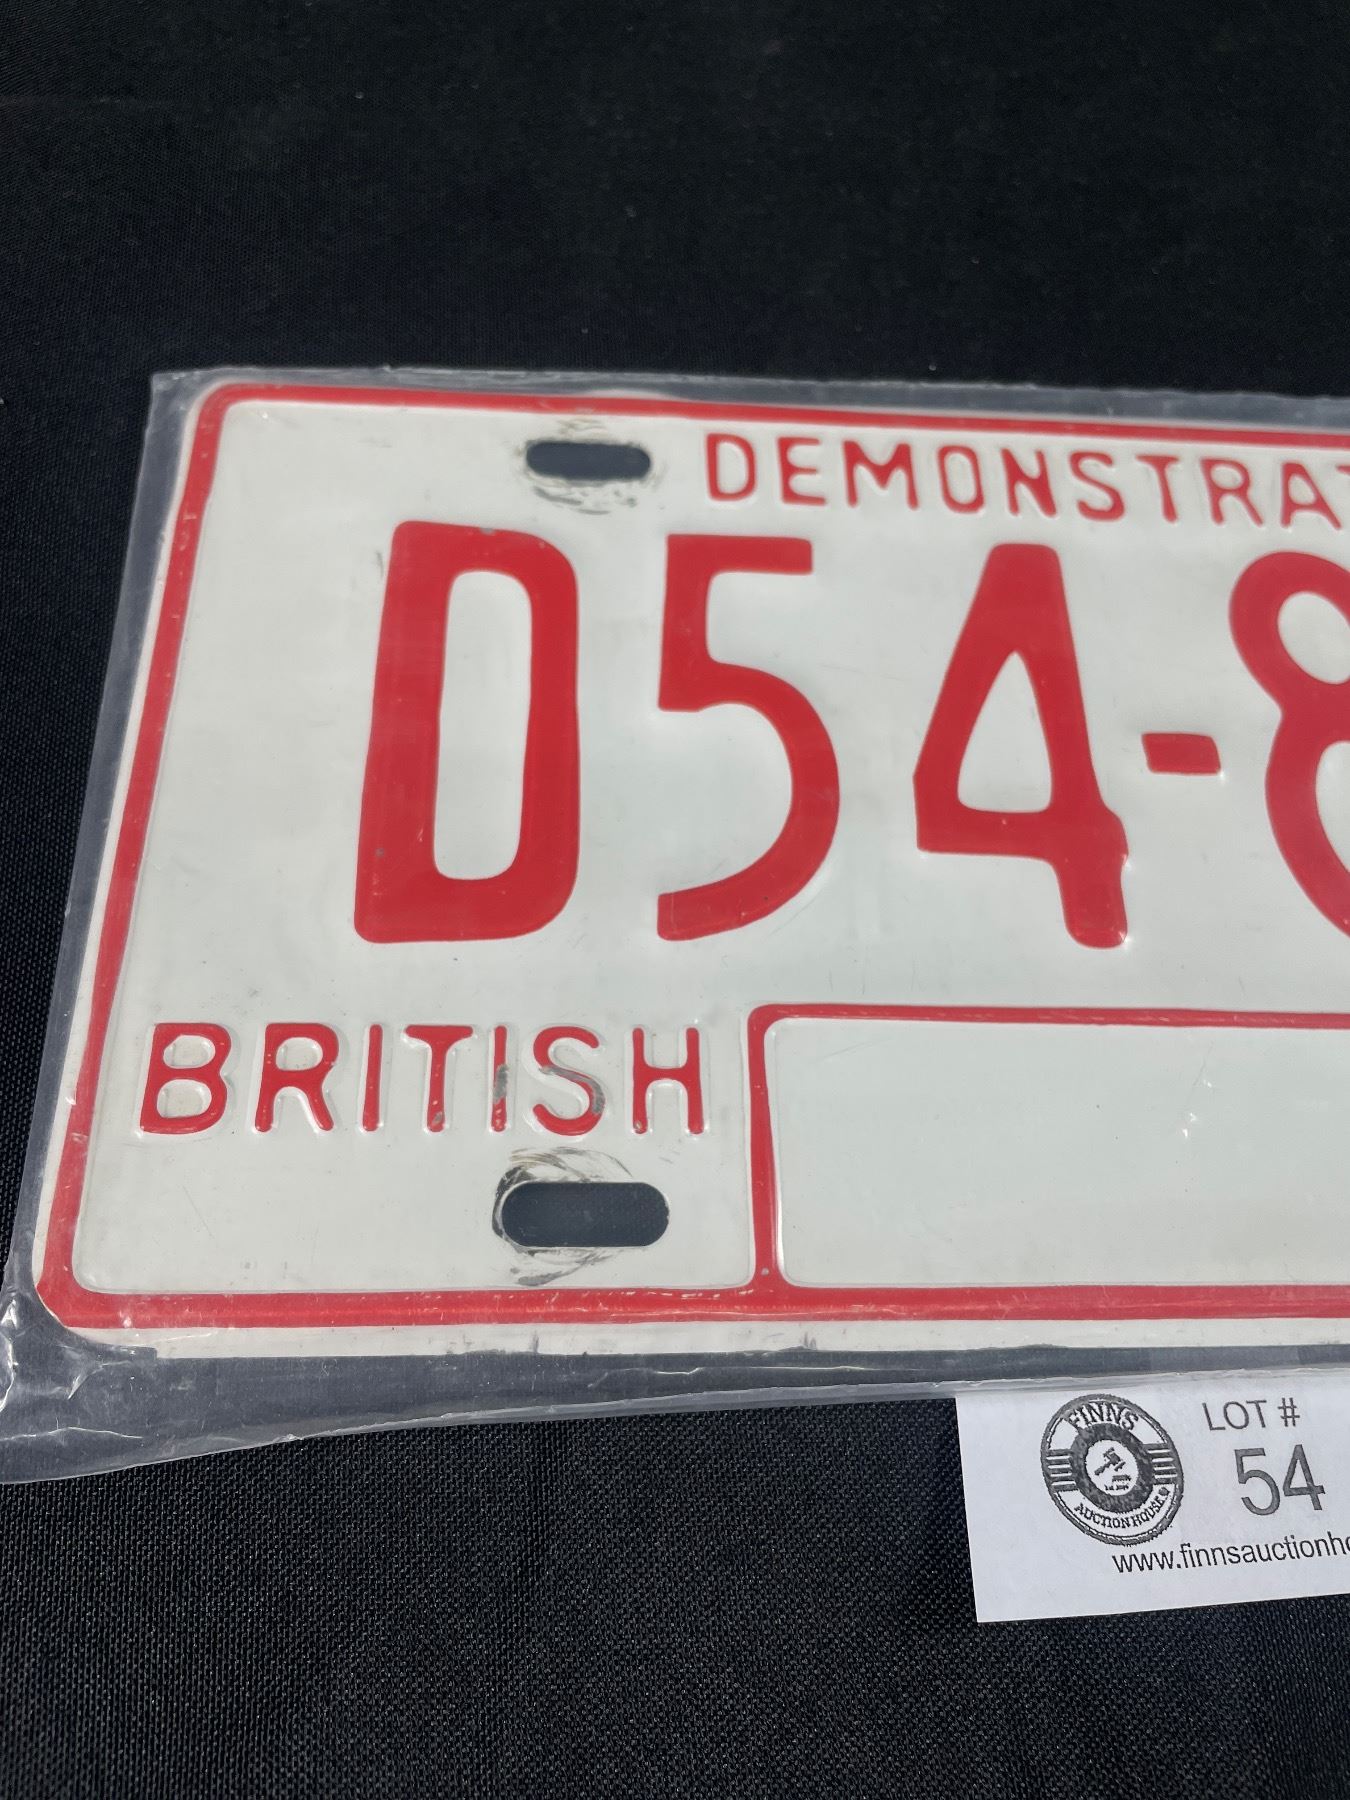 DEMONSTRAT
D54-8
BRITISH
FINNS
AUCTION HOUSE
LOT #
54
www.finnsauctionho